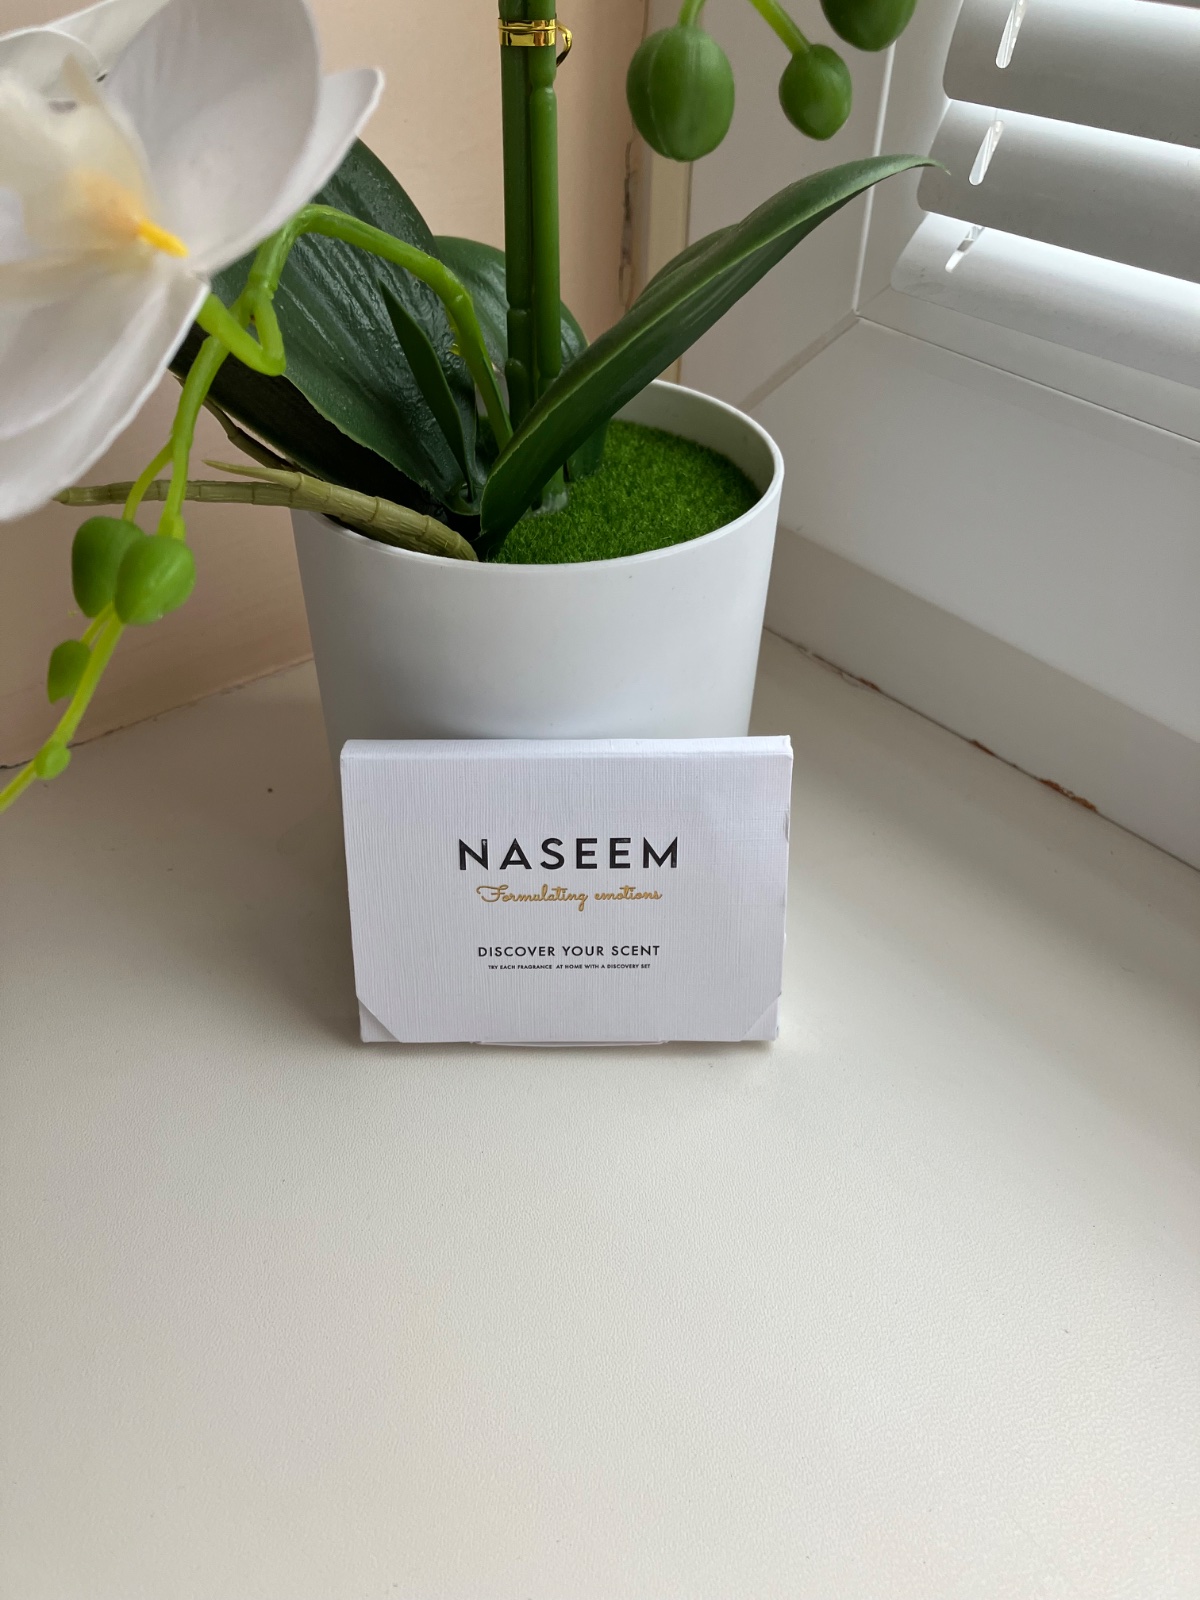 NASEEM
Formulating emotions
DISCOVER YOUR SCENT
TRY EACH FRAGRANCE AT HOME WITH A DISCOVERY SET